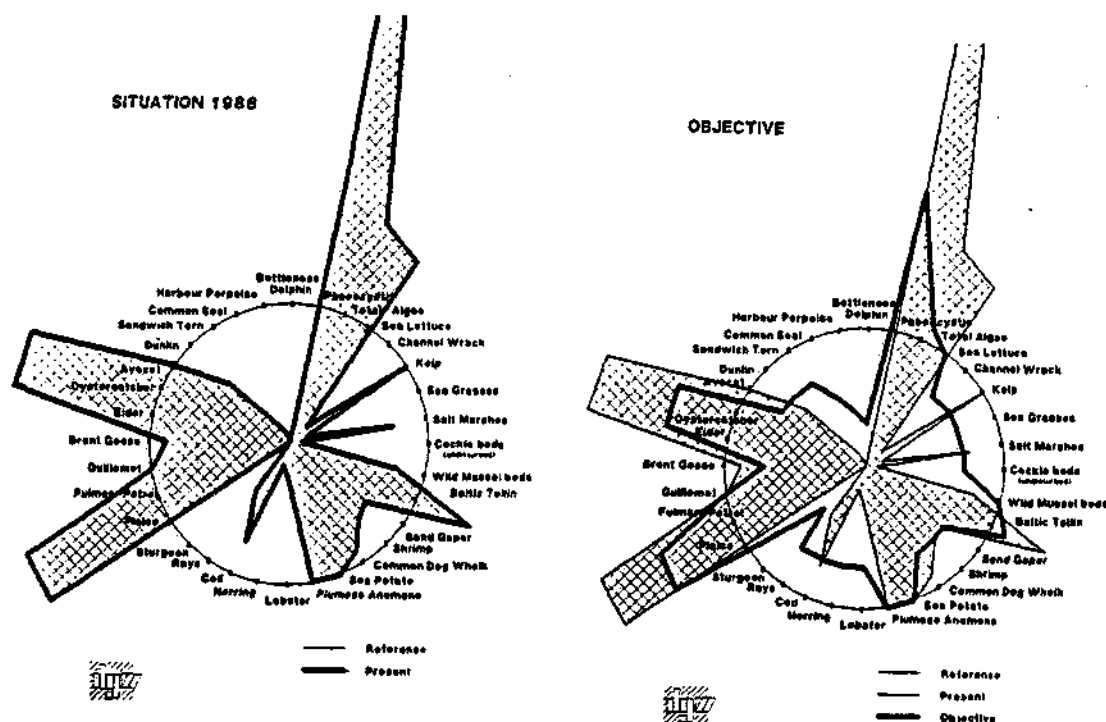 SITUATION 1986
Bottlenose
Dolphin
Harbour Porpoise
Common Seal
Sandwich Tern
Dunlin
Avocet
Oystercatcher
Eider
Brent Goose
Guillemot
Fulmar Petrel
Plaice
Sturgeon
Rays
Cod
Herring
Lobster
Plumose Anemone
Sea Potato
Common Dog Whelk
Shrimp
Sand Gaper
Baltic Tellin
Wild Mussel beds
Cockle beds
Salt Marshes
Sea Grasses
Kelp
Channel Wrack
Sea Lettuce
Total Algae
Phaeocystis
Reference
Present
OBJECTIVE
Bottlenose
Dolphin
Harbour Porpoise
Common Seal
Sandwich Tern
Dunlin
Avocet
Oystercatcher
Eider
Brent Goose
Guillemot
Fulmar Petrel
Plaice
Sturgeon
Rays
Cod
Herring
Lobster
Plumose Anemone
Sea Potato
Common Dog Whelk
Shrimp
Sand Gaper
Baltic Tellin
Wild Mussel beds
Cockle beds
Salt Marshes
Sea Grasses
Kelp
Channel Wrack
Sea Lettuce
Total Algae
Phaeocystis
Reference
Present
Objective